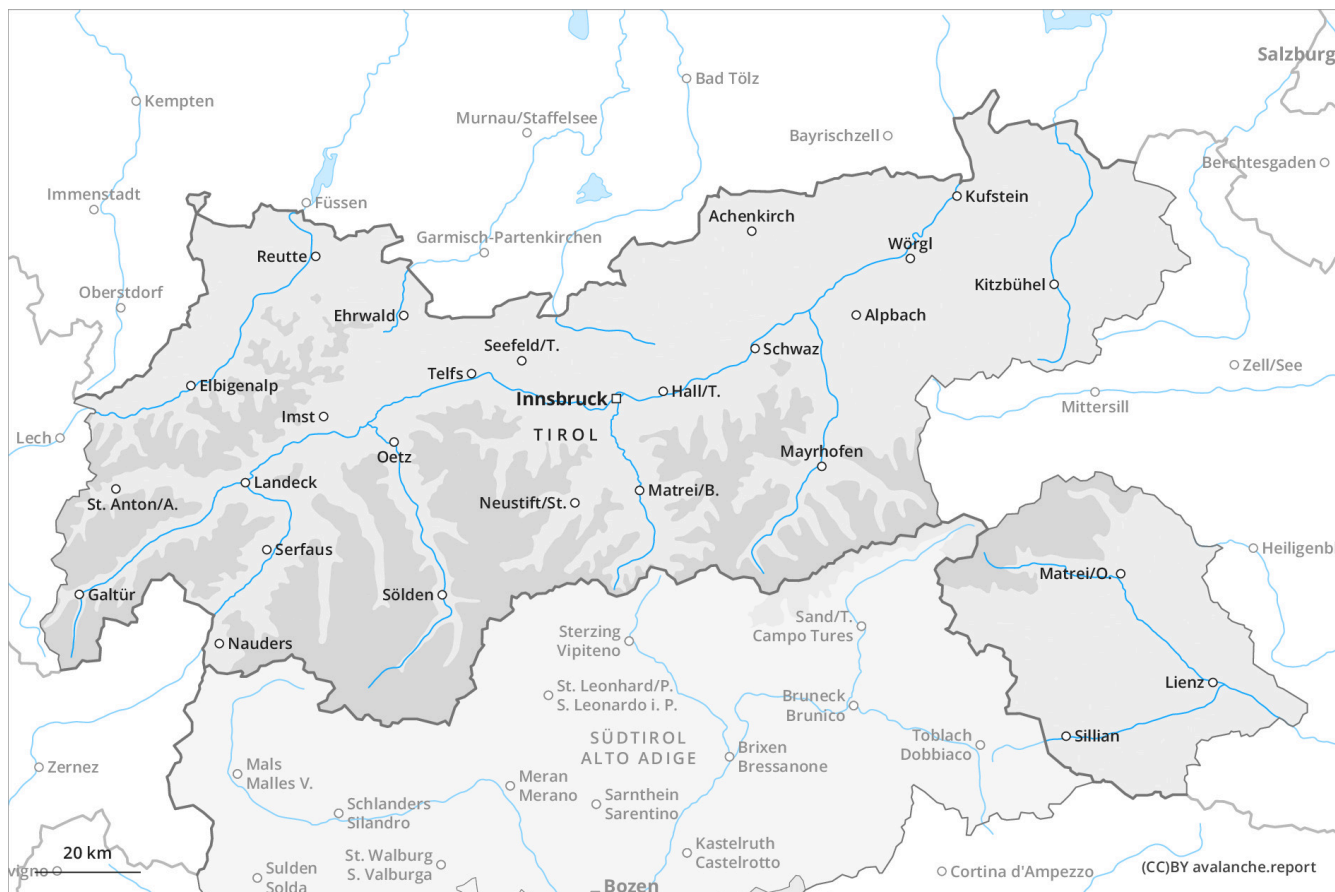 Salzburg
Bad Tölz
Kempten
Murnau/Staffelsee
Bayrischzell
Berchtesgaden
Immenstadt
Füssen
Kufstein
Achenkirch
Garmisch-Partenkirchen
Wörgl
Reutte
Kitzbühel
Oberstdorf
Ehrwald
Alpbach
Seefeld/T.
Schwaz
Zell/See
Telfs
Elbigenalp
Hall/T.
Mittersill
Innsbruck
Imst
TIROL
Lech
Oetz
Mayrhofen
Landeck
St. Anton/A.
Matrei/B.
Neustift/St.
Serfaus
Heiligenb
Matrei/O.
Galtür
Sölden
Sand/T.
Campo Tures
Sterzing
Vipiteno
Nauders
Lienz
St. Leonhard/P.
S. Leonardo i. P.
Bruneck
Brunico
SÜDTIROL
ALTO ADIGE
Sillian
Toblach
Dobbiaco
Brixen
Bressanone
Zernez
Mals
Malles V.
Meran
Merano
Sarnthein
Sarentino
Schlanders
Silandro
Kastelruth
Castelrotto
20 km
St. Walburg
S. Valburga
vigno
Sulden
Solda
Cortina d'Ampezzo
(CC)BY avalanche.report
Bozen